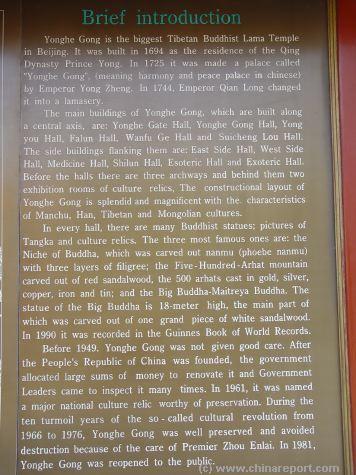 Brief introduction
Yonghe Gong is the biggest Tibetan Buddhist Lama Temple
in Beijing. It was built in 1694 as the residence of the Qing
Dynasty Prince Yong. In 1725 it was made a palace called
"Yonghe Gong", (meaning harmony and peace palace in chinese)
by Emperor Yong Zheng. In 1744, Emperor Qian Long changed
it into a lamasery.
The main buildings of Yonghe Gong, which are built along
a central axis, are: Yonghe Gate Hall, Yonghe Gong Hall, Yong
you Hall, Falun Hall, Wanfu Ge Hall and Suicheng Lou Hall.
The side buildings flanking them are: East Side Hall, West Side
Hall, Medicine Hall, Shilun Hall, Esoteric Hall and Exoteric Hall.
Before the halls there are three archways and behind them two
exhibition rooms of culture relics, The constructional layout of
Yonghe Gong is splendid and magnificent with the characteristics
of Manchu, Han, Tibetan and Mongolian cultures.
In every hall, there are many Buddhist statues; pictures of
Tangka and culture relics. The three most famous ones are: the
Niche of Buddha, which was carved out nanmu (phoebe nanmu)
with three layers of filigree; the Five-Hundred-Arhat mountain
carved out of red sandalwood, the 500 arhats cast in gold, silver,
copper, iron and tin; and the Big Buddha-Maitreya Buddha. The
statue of the Big Buddha is 18-meter high, the main part of
which was carved out of one grand piece of white sandalwood.
In 1990 it was recorded in the Guinnes Book of World Records.
Before 1949. Yonghe Gong was not given good care. After
the People's Republic of China was founded, the government
allocated large sums of money to renovate it and Government
Leaders came to inspect it many times. In 1961, it was named
a major national culture relic worthy of preservation. During the
ten turmoil years of the so-called cultural revolution from
1966 to 1976, Yonghe Gong was well preserved and avoided
destruction because of the care of Premier Zhou Enlai. In 1981,
Yonghe Gong was reopened to the public.
(c) www.chinareport.com